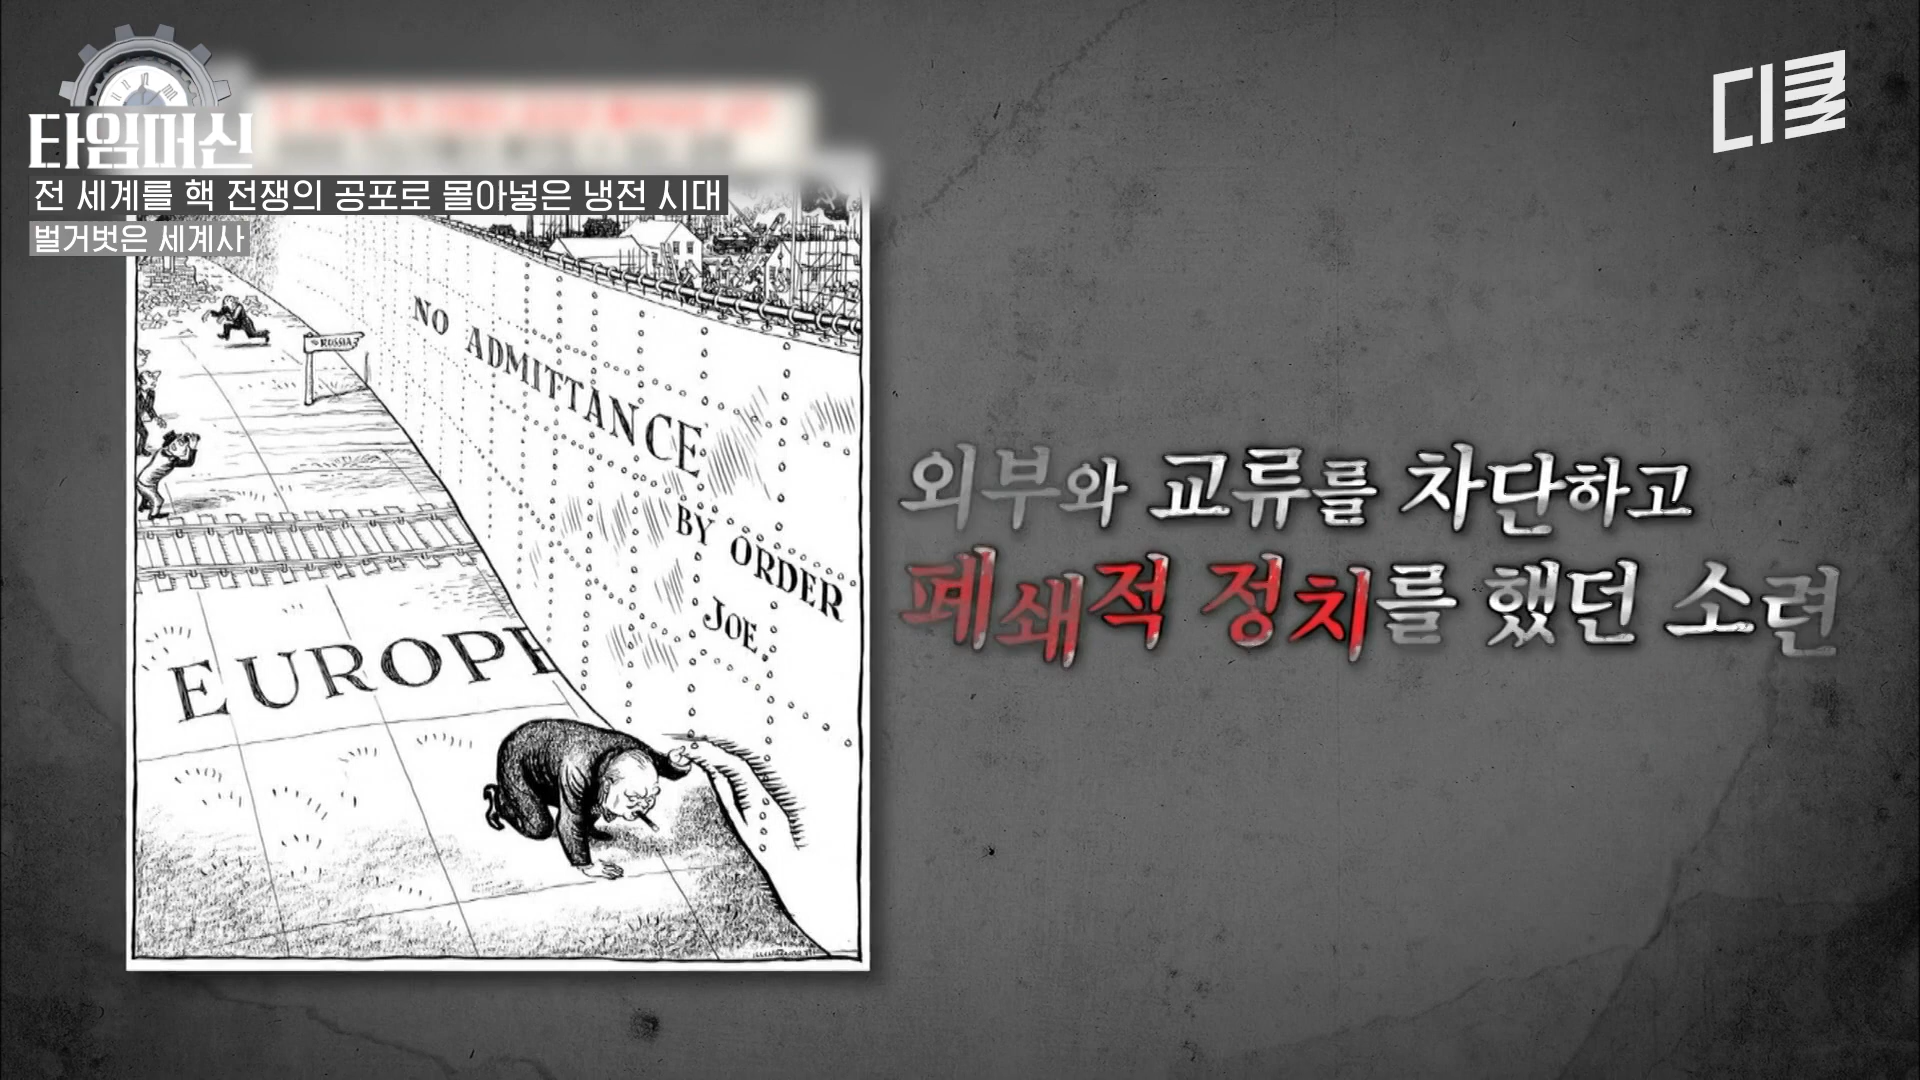 타임머신
전 세계를 핵 전쟁의 공포로 몰아넣은 냉전 시대
벌거벗은 세계사
디클
RUSSIA
NO ADMITTANCE
BY ORDER
JOE.
EUROPE
외부와 교류를 차단하고
폐쇄적 정치를 했던 소련